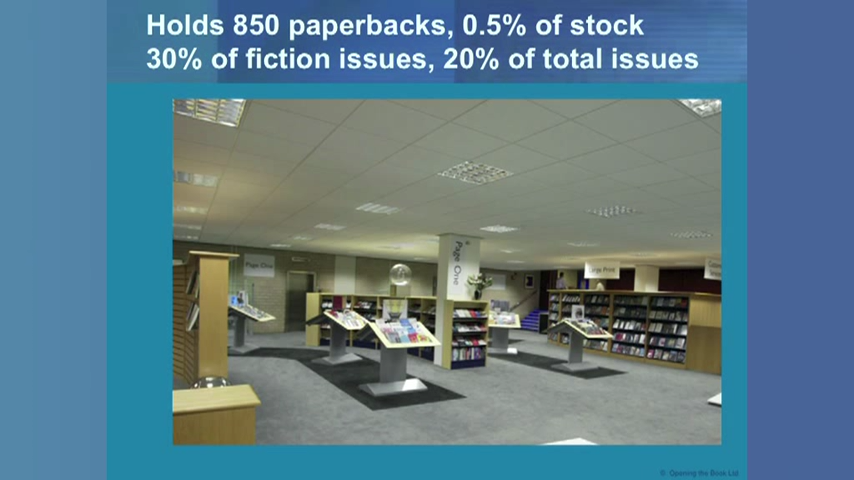 Holds 850 paperbacks, 0.5% of stock
30% of fiction issues, 20% of total issues
Page One
Page One
Large Print
© Opening the Book Ltd